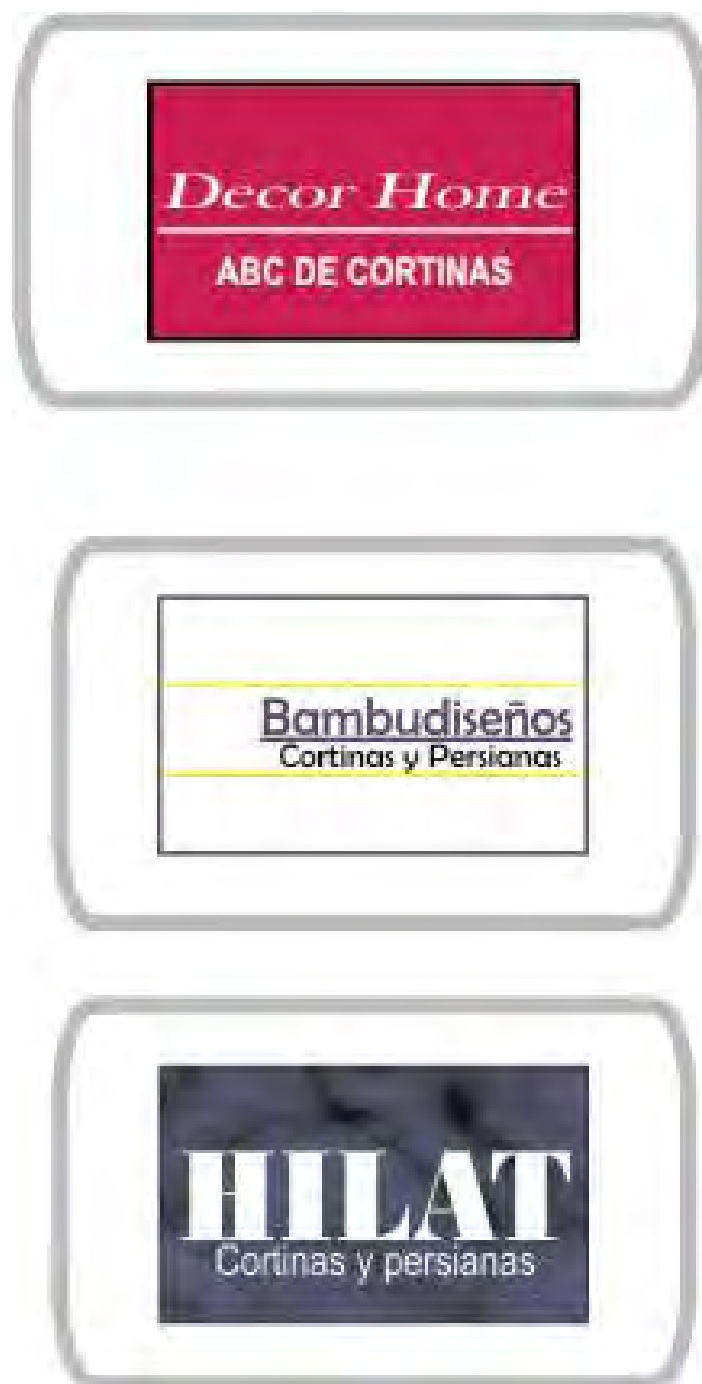 Decor Home
ABC DE CORTINAS
Bambudiseños
Cortinas y Persianas
HILAT
Cortinas y persianas